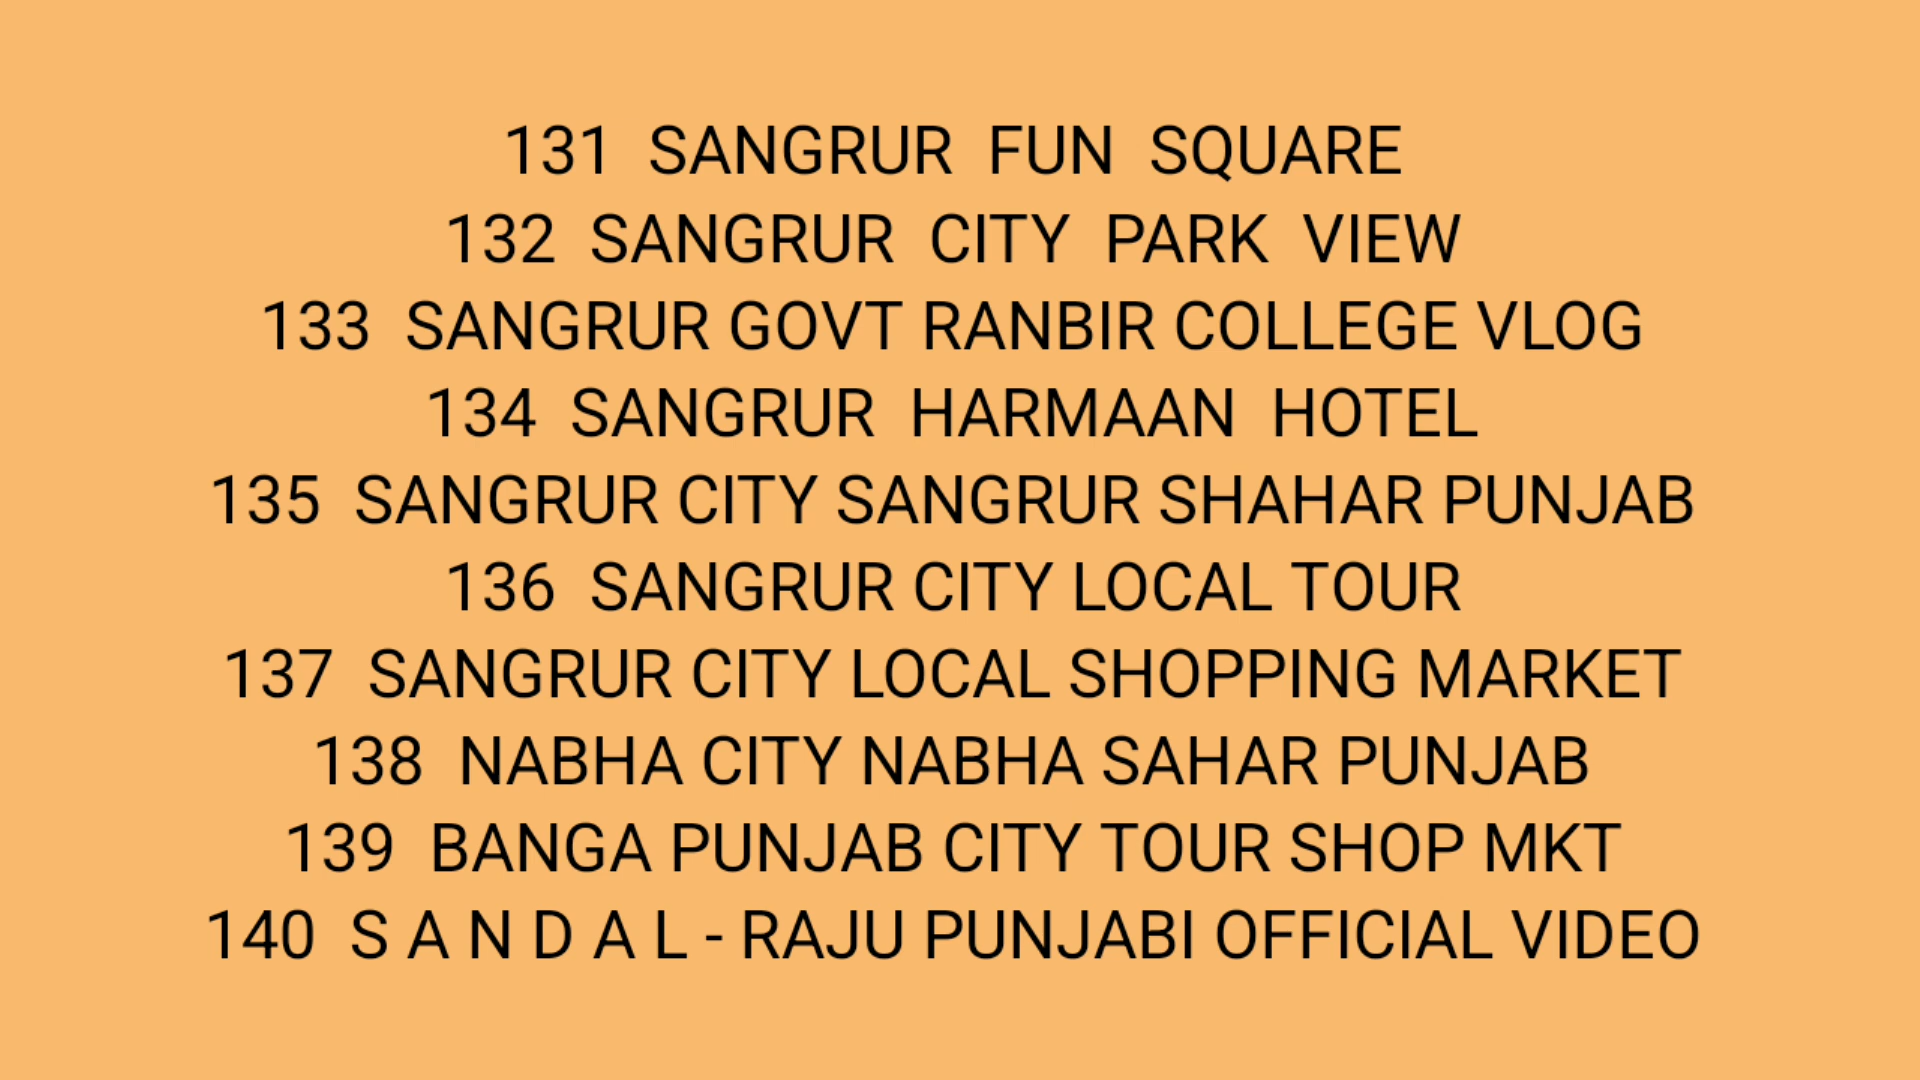 131 SANGRUR FUN SQUARE
132 SANGRUR CITY PARK VIEW
133 SANGRUR GOVT RANBIR COLLEGE VLOG
134 SANGRUR HARMAAN HOTEL
135 SANGRUR CITY SANGRUR SHAHAR PUNJAB
136 SANGRUR CITY LOCAL TOUR
137 SANGRUR CITY LOCAL SHOPPING MARKET
138 NABHA CITY NABHA SAHAR PUNJAB
139 BANGA PUNJAB CITY TOUR SHOP MKT
140 S A N D A L - RAJU PUNJABI OFFICIAL VIDEO